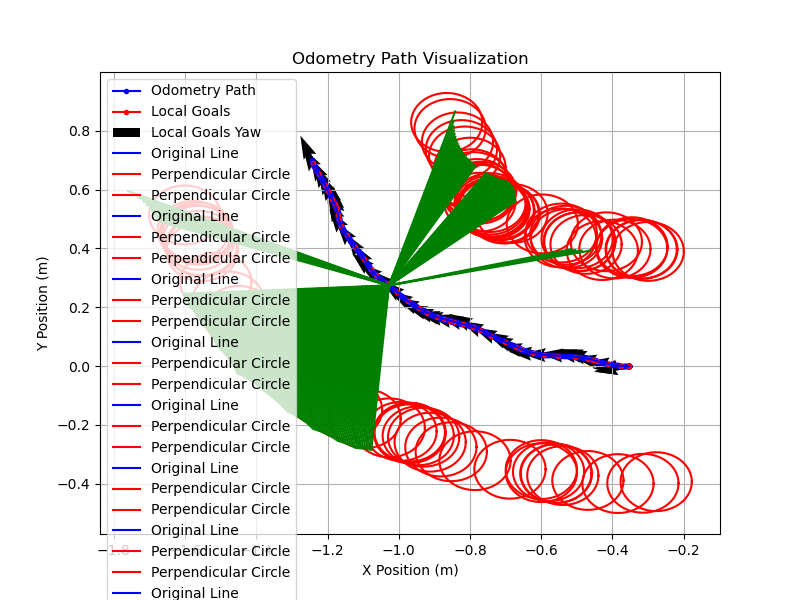 Odometry Path Visualization
Odometry Path
Local Goals
Local Goals Yaw
Original Line
Perpendicular Circle
Perpendicular Circle
Original Line
Perpendicular Circle
Perpendicular Circle
Original Line
Perpendicular Circle
Perpendicular Circle
Original Line
Perpendicular Circle
Perpendicular Circle
Original Line
Perpendicular Circle
Perpendicular Circle
Original Line
Perpendicular Circle
Perpendicular Circle
Original Line
Perpendicular Circle
Perpendicular Circle
Original Line
Y Position (m)
0.8
0.6
0.4
0.2
0.0
−0.2
−0.4
−1.8 −1.2 −1.0 −0.8 −0.6 −0.4 −0.2
X Position (m)